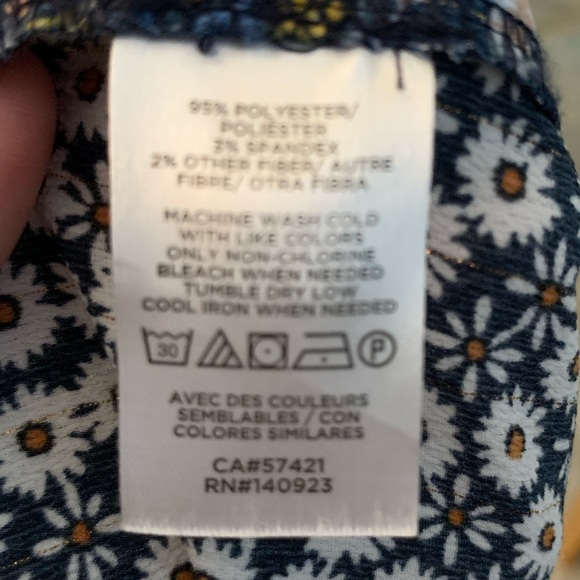 95% POLYESTER/
POLIÉSTER
3% SPANDEX
2% OTHER FIBER/ AUTRE
FIBRE/ OTRA FIBRA
MACHINE WASH COLD
WITH LIKE COLORS
ONLY NON-CHLORINE
BLEACH WHEN NEEDED
TUMBLE DRY LOW
COOL IRON WHEN NEEDED
30 P
AVEC DES COULEURS
SEMBLABLES / CON
COLORES SIMILARES
CA#57421
RN#140923